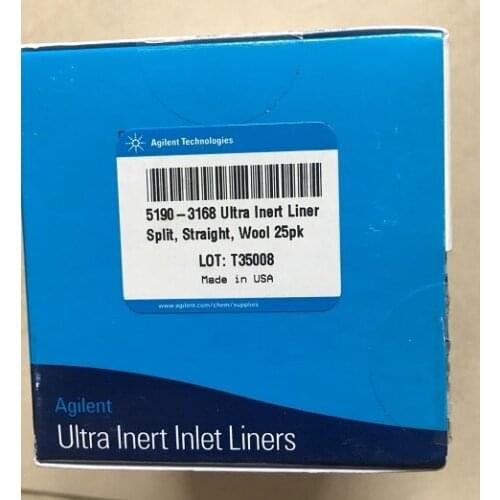 Agilent Technologies
5190-3168 Ultra Inert Liner
Split, Straight, Wool 25pk
LOT: T35008
Made in USA
www.agilent.com/chem/supplies
Agilent
Ultra Inert Inlet Liners